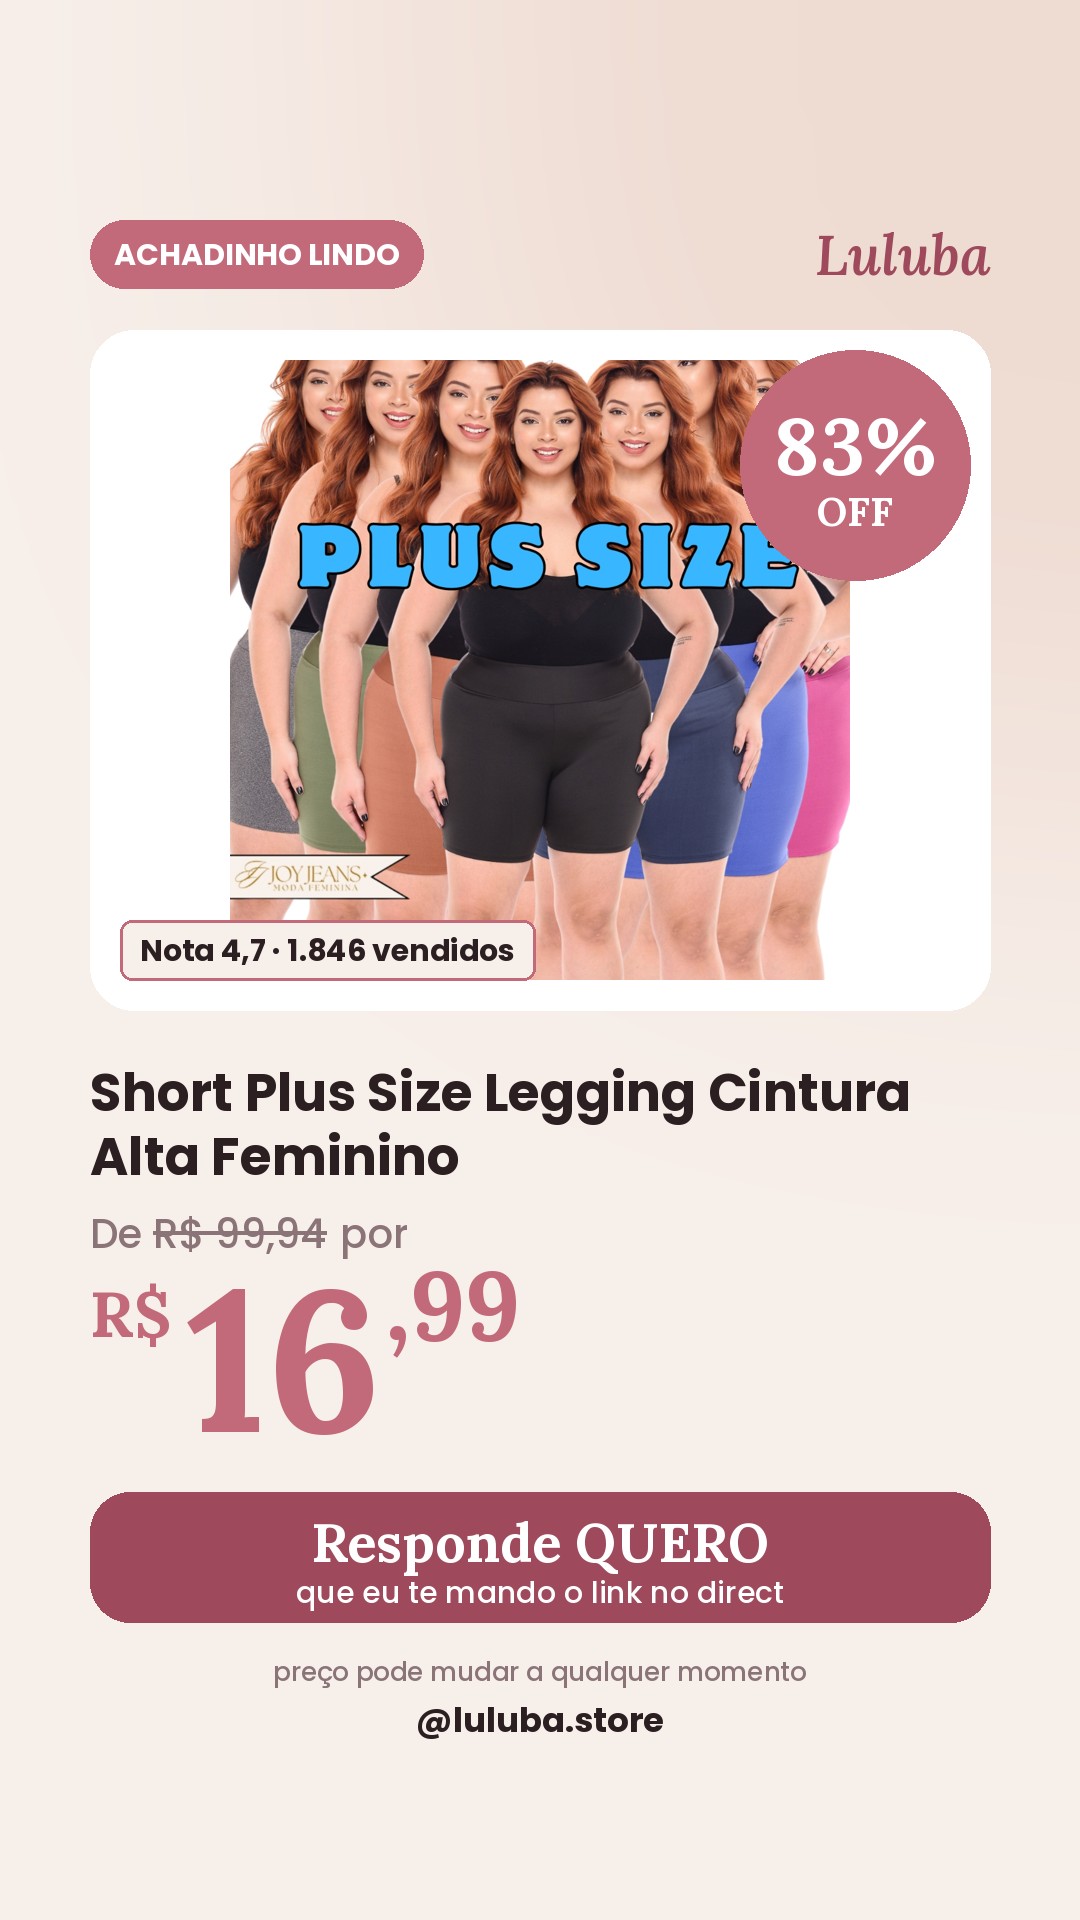 ACHADINHO LINDO
Luluba
83%
OFF
PLUS SIZE
JOY JEANS
MODA FEMININA
Nota 4,7 · 1.846 vendidos
Short Plus Size Legging Cintura
Alta Feminino
De R$ 99,94 por
R$ 16,99
Responde QUERO
que eu te mando o link no direct
preço pode mudar a qualquer momento
@luluba.store